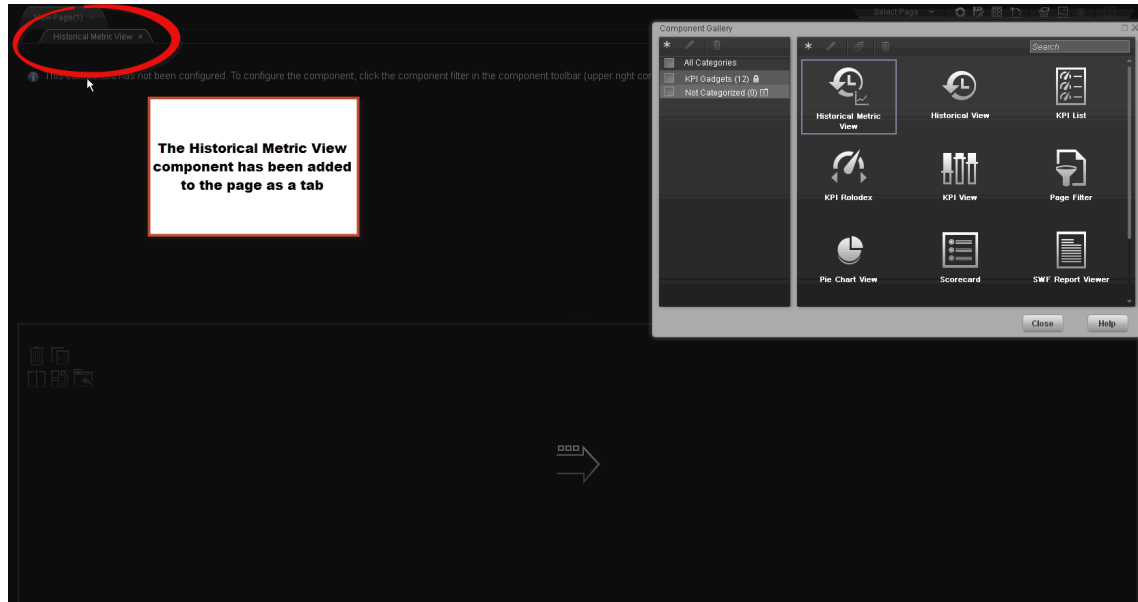 New Page(1)
Select Page
Historical Metric View ×
This component has not been configured. To configure the component, click the component filter in the component toolbar (upper right cor
The Historical Metric View
component has been added
to the page as a tab
Component Gallery
Search
All Categories
KPI Gadgets (12)
Not Categorized (0)
Historical Metric
View
Historical View
KPI List
KPI Rolodex
KPI View
Page Filter
Pie Chart View
Scorecard
SWF Report Viewer
Close
Help